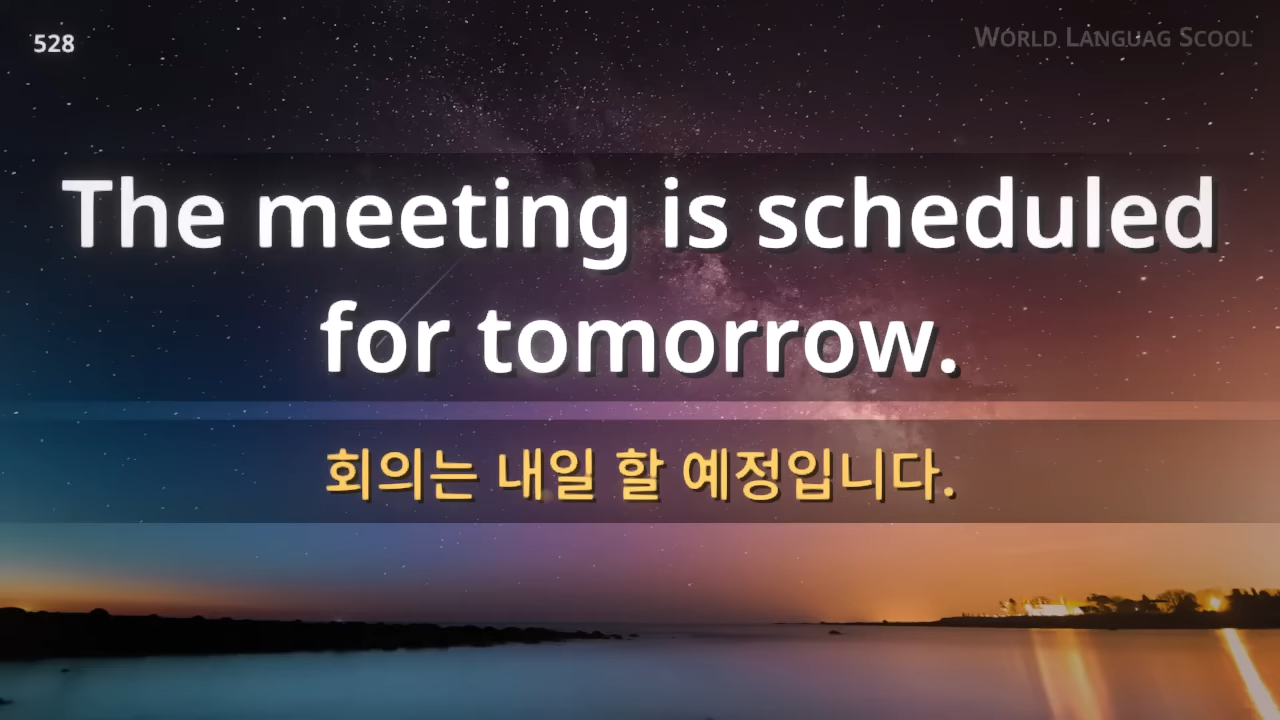 528
WORLD LANGUAG SCOOL
The meeting is scheduled
for tomorrow.
회의는 내일 할 예정입니다.